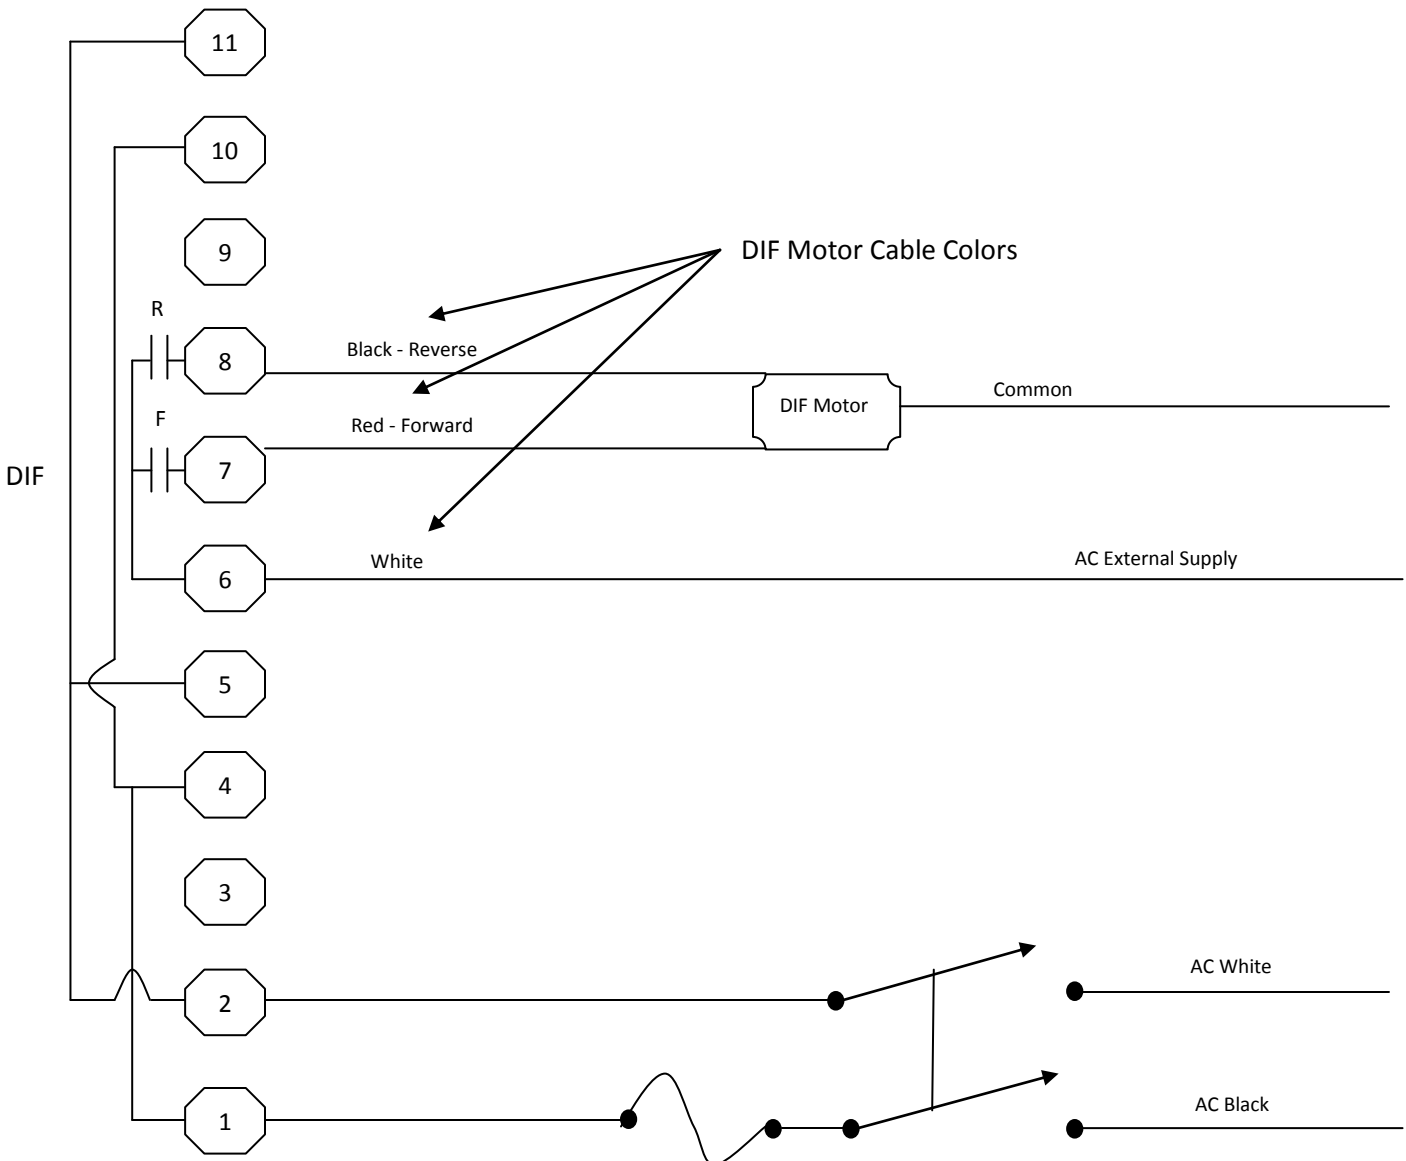 11
10
9
DIF Motor Cable Colors
R
8
Black - Reverse
DIF Motor
Common
F
Red - Forward
7
DIF
6
White
AC External Supply
5
4
3
2
AC White
1
AC Black